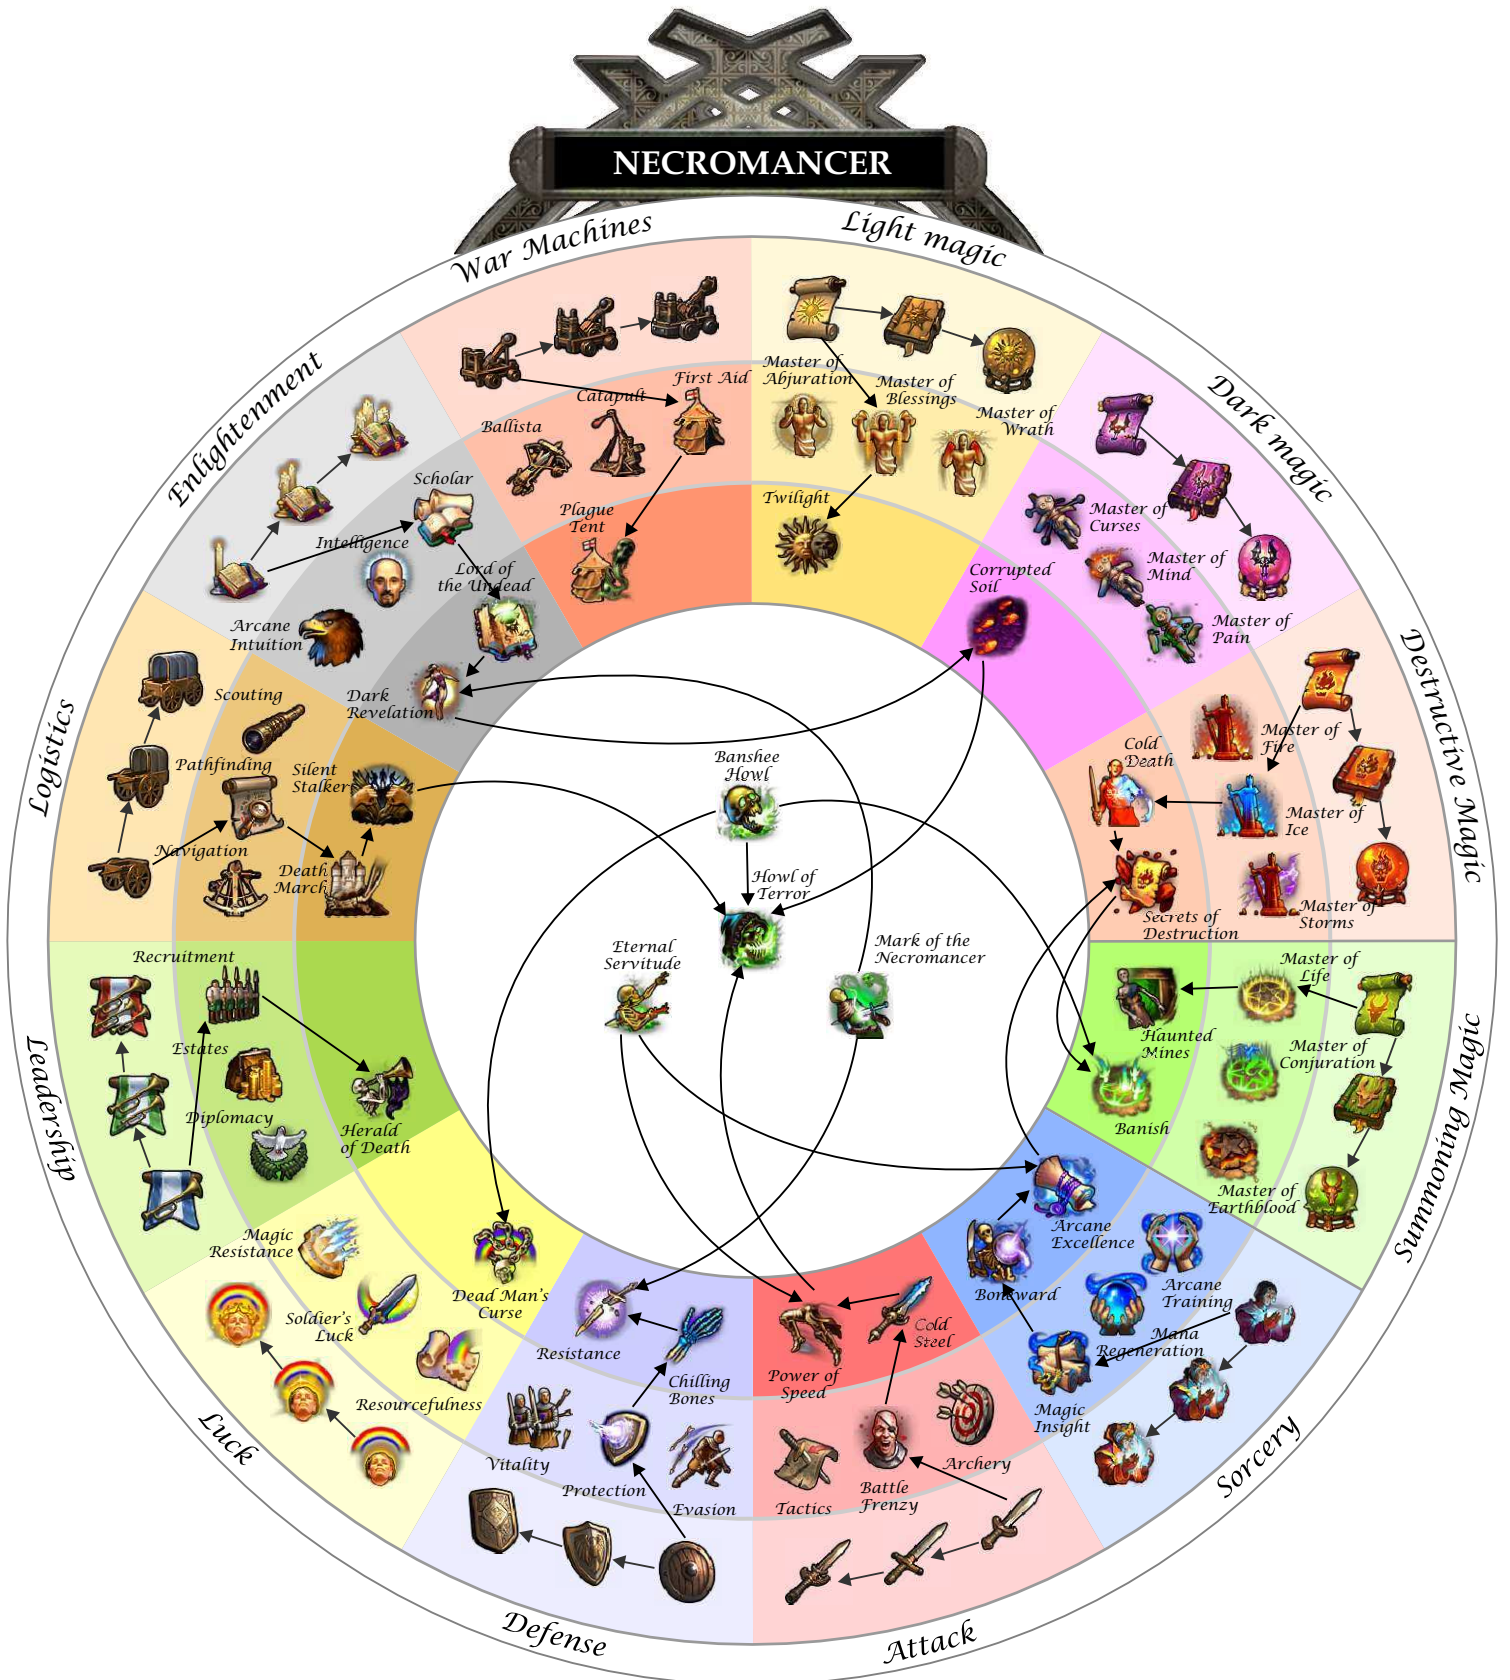 NECROMANCER
War Machines
Light magic
Enlightenment
Dark magic
Logistics
Destructive Magic
Leadership
Summoning Magic
Luck
Sorcery
Defense
Attack
First Aid
Catapult
Ballista
Plague
Tent
Master of
Abjuration
Master of
Blessings
Master of
Wrath
Twilight
Scholar
Intelligence
Lord of
the Undead
Arcane
Intuition
Dark
Revelation
Master of
Curses
Master of
Mind
Master of
Pain
Corrupted
Soil
Scouting
Pathfinding
Silent
Stalker
Navigation
Death
March
Master of
Fire
Cold
Death
Master of
Ice
Master of
Storms
Secrets of
Destruction
Banshee
Howl
Howl of
Terror
Eternal
Servitude
Mark of the
Necromancer
Recruitment
Estates
Diplomacy
Herald
of Death
Master of
Life
Haunted
Mines
Master of
Conjuration
Banish
Master of
Earthblood
Magic
Resistance
Soldier's
Luck
Resourcefulness
Dead Man's
Curse
Arcane
Excellence
Boneward
Arcane
Training
Mana
Regeneration
Magic
Insight
Resistance
Chilling
Bones
Vitality
Protection
Evasion
Cold
Steel
Power of
Speed
Tactics
Battle
Frenzy
Archery